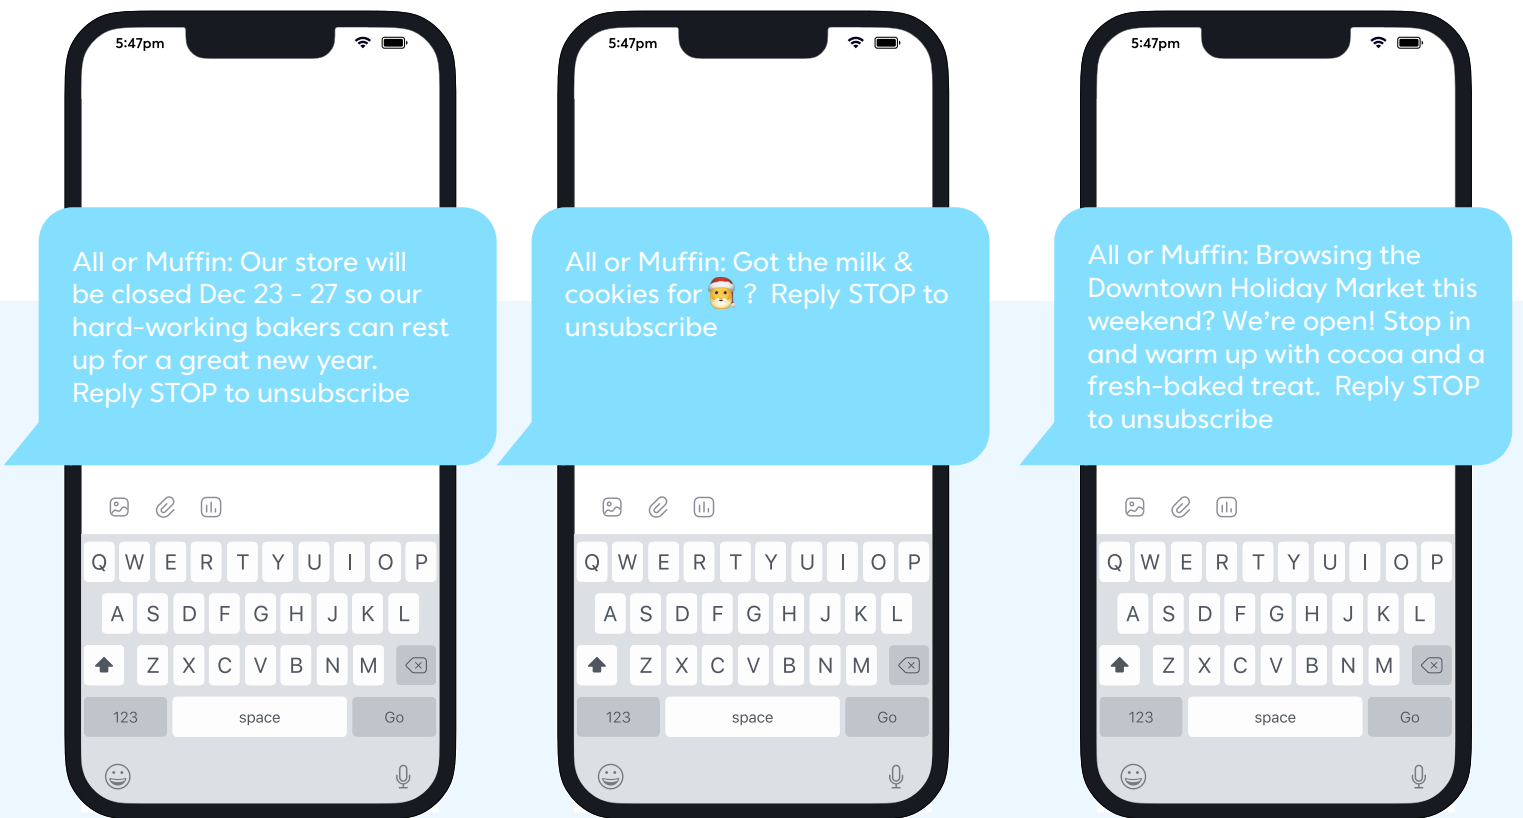 5:47pm
All or Muffin: Our store will
be closed Dec 23 - 27 so our
hard-working bakers can rest
up for a great new year.
Reply STOP to unsubscribe
Q W E R T Y U I O P
A S D F G H J K L
Z X C V B N M
123 space Go
5:47pm
All or Muffin: Got the milk &
cookies for 🎅 ? Reply STOP to
unsubscribe
Q W E R T Y U I O P
A S D F G H J K L
Z X C V B N M
123 space Go
5:47pm
All or Muffin: Browsing the
Downtown Holiday Market this
weekend? We’re open! Stop in
and warm up with cocoa and a
fresh-baked treat. Reply STOP
to unsubscribe
Q W E R T Y U I O P
A S D F G H J K L
Z X C V B N M
123 space Go